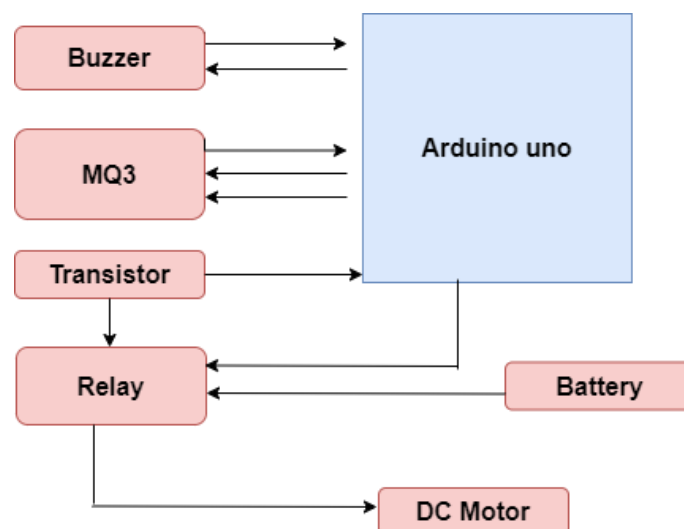 Buzzer
Arduino uno
MQ3
Transistor
Relay
Battery
DC Motor